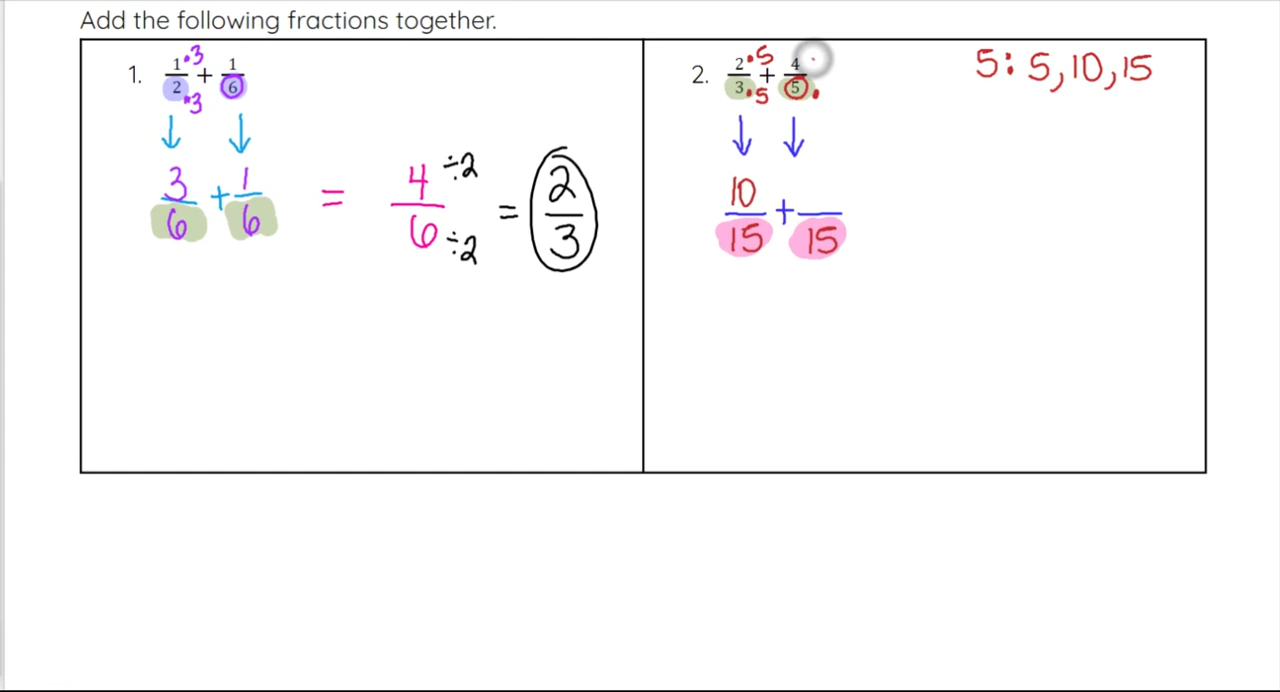 Add the following fractions together.
1. 1/2 + 1/6
·3
·3
3/6 + 1/6 = 4/6 ÷2 ÷2 = 2/3
2. 2/3 + 4/5
·5
·5 ·
5: 5, 10, 15
10/15 + /15